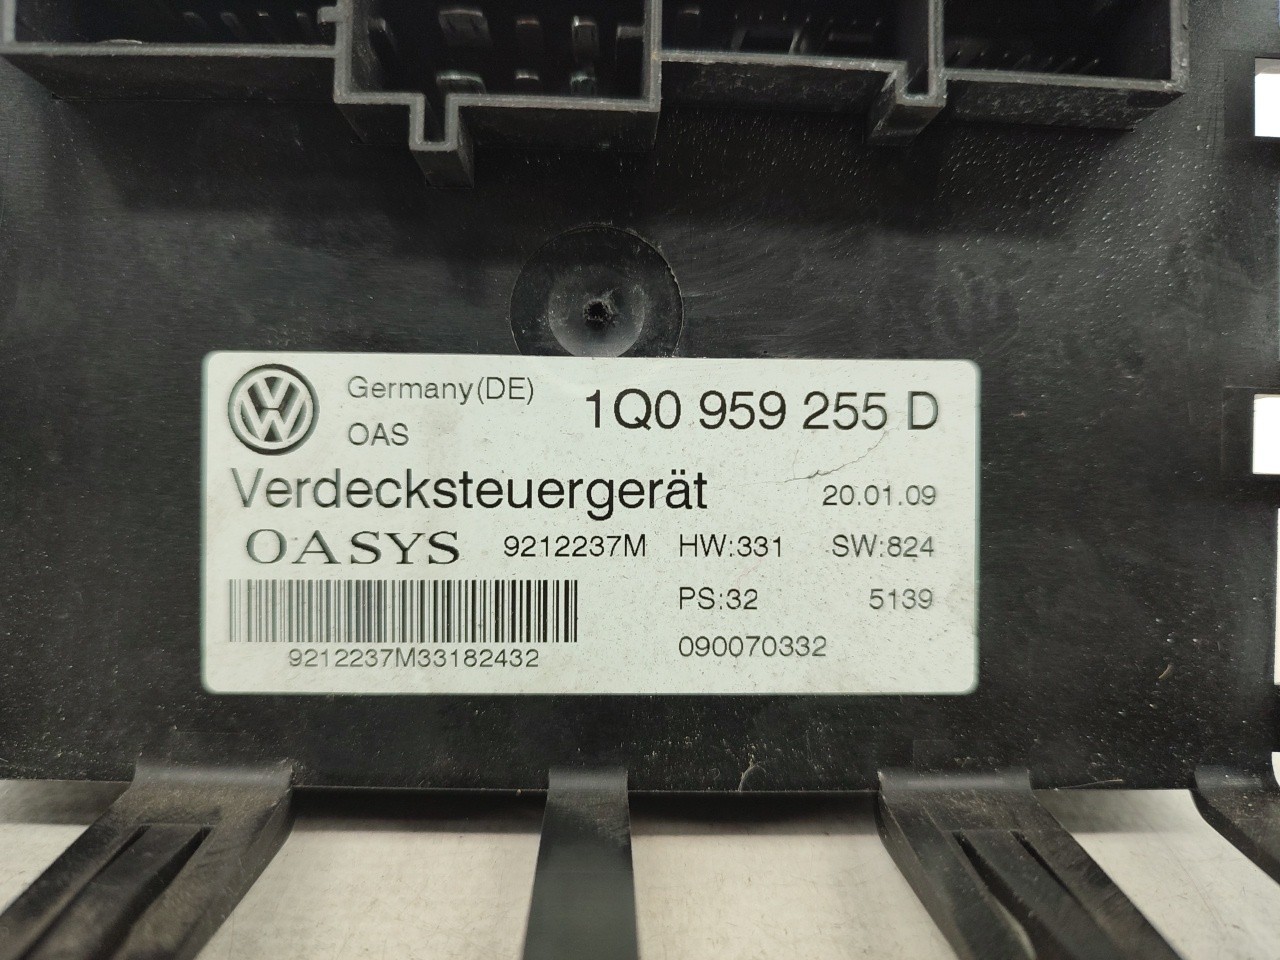 Germany(DE) 1Q0 959 255 D
OAS
Verdecksteuergerät 20.01.09
OASYS 9212237M HW:331 SW:824
PS:32 5139
9212237M33182432 090070332